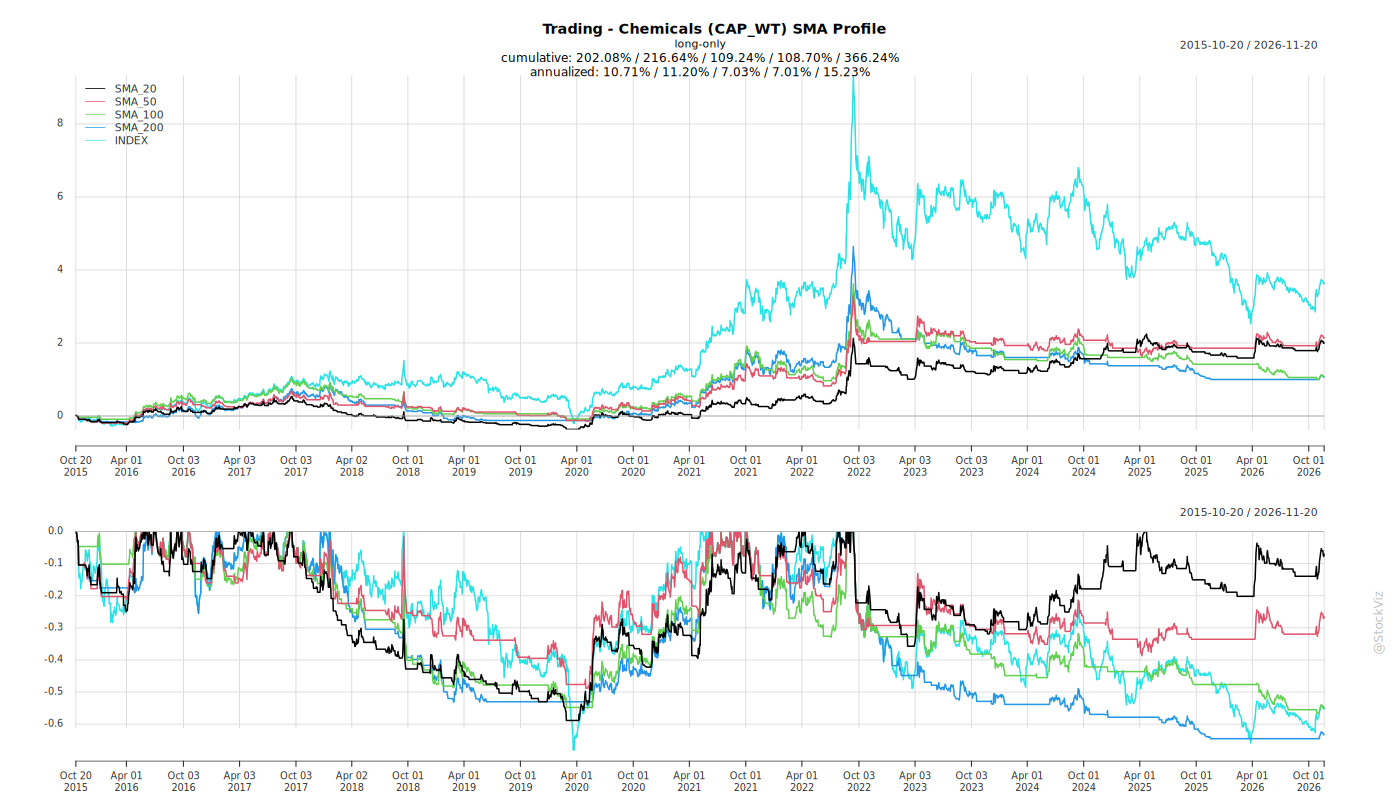 Trading - Chemicals (CAP_WT) SMA Profile
long-only
2015-10-20 / 2026-11-20
cumulative: 202.08% / 216.64% / 109.24% / 108.70% / 366.24%
annualized: 10.71% / 11.20% / 7.03% / 7.01% / 15.23%
SMA_20
SMA_50
SMA_100
SMA_200
INDEX
8
6
4
2
0
Oct 20 Apr 01 Oct 03 Apr 03 Oct 03 Apr 02 Oct 01 Apr 01 Oct 01 Apr 01 Oct 01 Apr 01 Oct 01 Apr 01 Oct 03 Apr 03 Oct 03 Apr 01 Oct 01 Apr 01 Oct 01 Apr 01 Oct 01
2015 2016 2016 2017 2017 2018 2018 2019 2019 2020 2020 2021 2021 2022 2022 2023 2023 2024 2024 2025 2025 2026 2026
2015-10-20 / 2026-11-20
0.0
-0.1
-0.2
-0.3
-0.4
-0.5
-0.6
Oct 20 Apr 01 Oct 03 Apr 03 Oct 03 Apr 02 Oct 01 Apr 01 Oct 01 Apr 01 Oct 01 Apr 01 Oct 01 Apr 01 Oct 03 Apr 03 Oct 03 Apr 01 Oct 01 Apr 01 Oct 01 Apr 01 Oct 01
2015 2016 2016 2017 2017 2018 2018 2019 2019 2020 2020 2021 2021 2022 2022 2023 2023 2024 2024 2025 2025 2026 2026
@StockViz